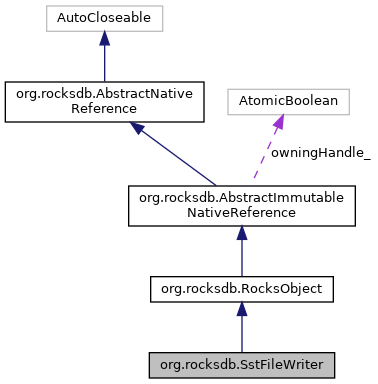 AutoCloseable
org.rocksdb.AbstractNative
Reference
AtomicBoolean
owningHandle_
org.rocksdb.AbstractImmutable
NativeReference
org.rocksdb.RocksObject
org.rocksdb.SstFileWriter